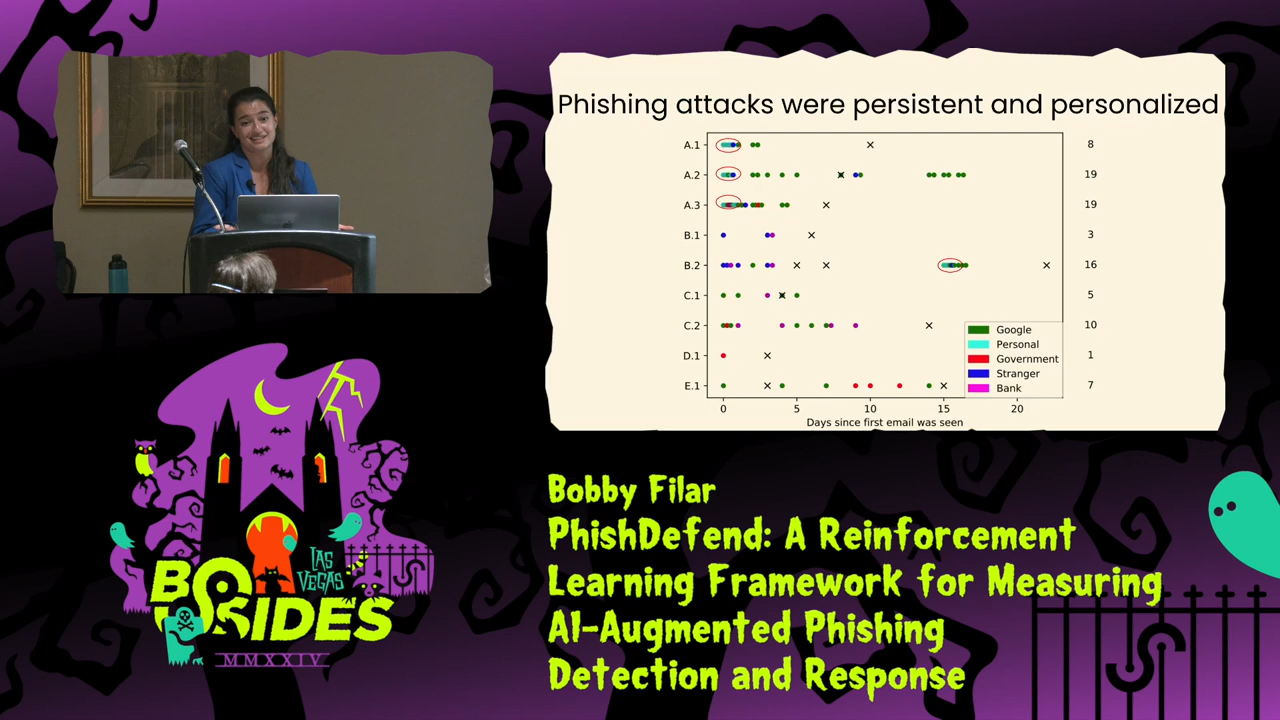 Phishing attacks were persistent and personalized
A.1
8
A.2
19
A.3
19
B.1
3
B.2
16
C.1
5
C.2
10
D.1
1
E.1
7
Google
Personal
Government
Stranger
Bank
0 5 10 15 20
Days since first email was seen
LAS
VEGAS
BSIDES
MMXXIV
Bobby Filar
PhishDefend: A Reinforcement
Learning Framework for Measuring
AI-Augmented Phishing
Detection and Response